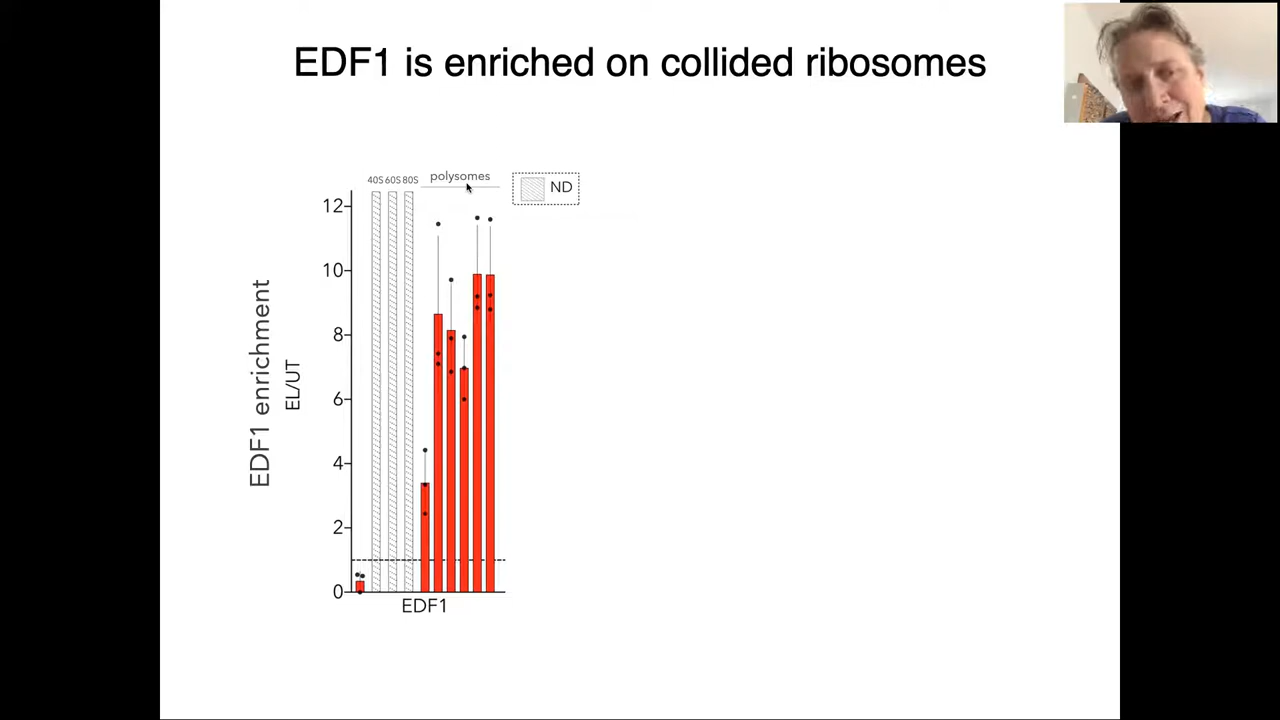 EDF1 is enriched on collided ribosomes
40S 60S 80S
polysomes
ND
EDF1 enrichment
EL/UT
12
10
8
6
4
2
0
EDF1